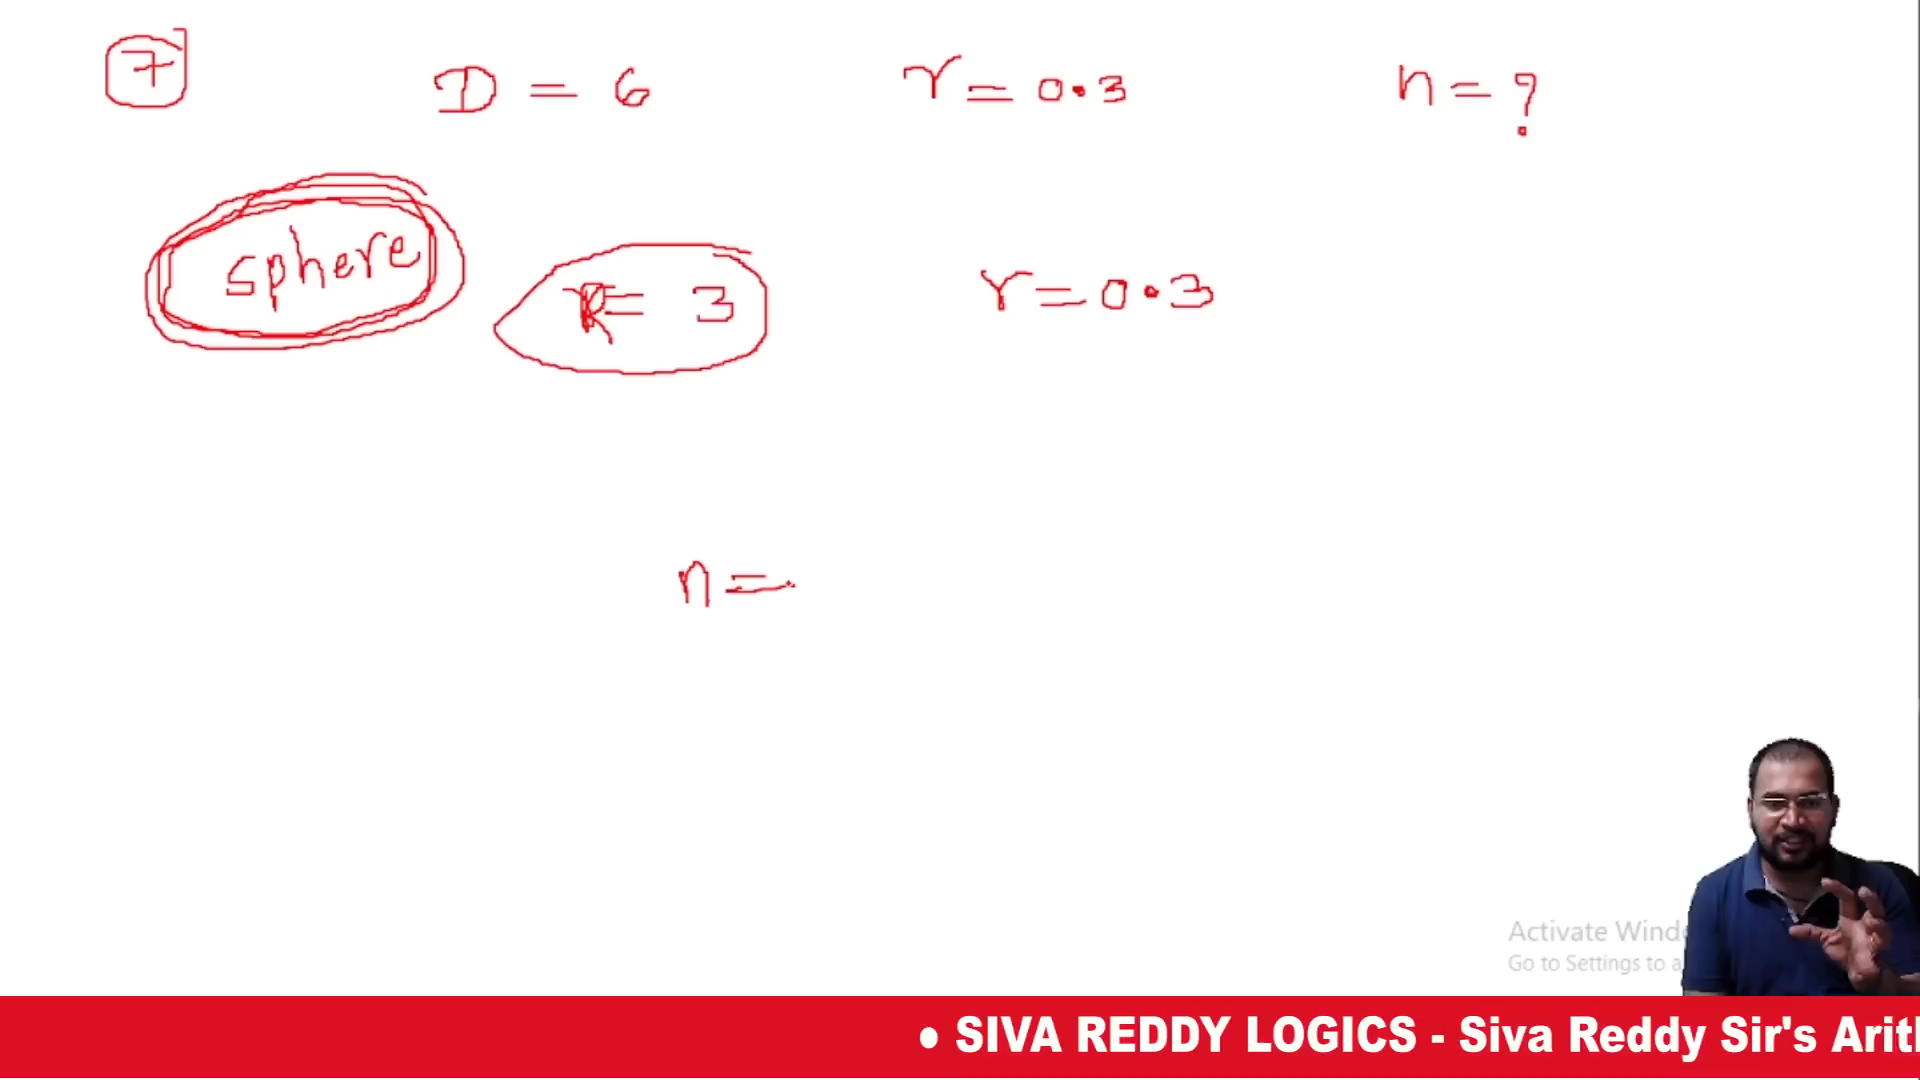 7 D = 6 r = 0.3 n = ?
sphere R = 3 r = 0.3
n =
Activate Wind
Go to Settings to a
• SIVA REDDY LOGICS - Siva Reddy Sir's Arit